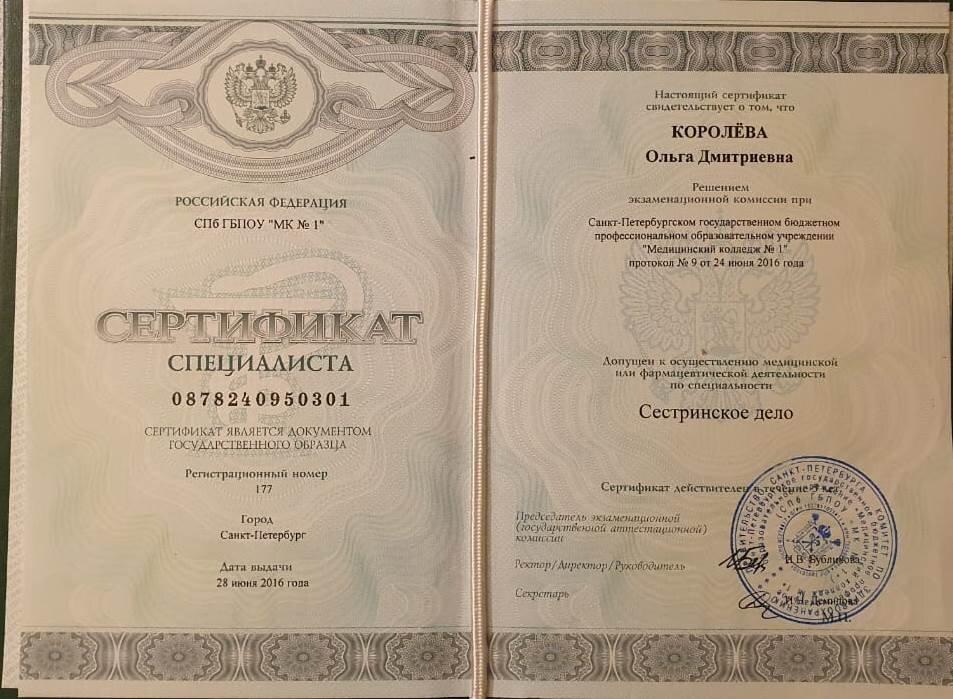 РОССИЙСКАЯ ФЕДЕРАЦИЯ
СПб ГБПОУ "МК № 1"
СЕРТИФИКАТ
СПЕЦИАЛИСТА
0878240950301
СЕРТИФИКАТ ЯВЛЯЕТСЯ ДОКУМЕНТОМ
ГОСУДАРСТВЕННОГО ОБРАЗЦА
Регистрационный номер
177
Город
Санкт-Петербург
Дата выдачи
28 июня 2016 года
Настоящий сертификат
свидетельствует о том, что
КОРОЛЁВА
Ольга Дмитриевна
Решением
экзаменационной комиссии при
Санкт-Петербургском государственном бюджетном
профессиональном образовательном учреждении
"Медицинский колледж № 1"
протокол № 9 от 24 июня 2016 года
Допущен к осуществлению медицинской
или фармацевтической деятельности
по специальности
Сестринское дело
Сертификат действителен в течение 5 лет
Председатель экзаменационной
(государственной аттестационной)
комиссии
Ректор/Директор/Руководитель
И.В. Бубликова
Секретарь
М.П.